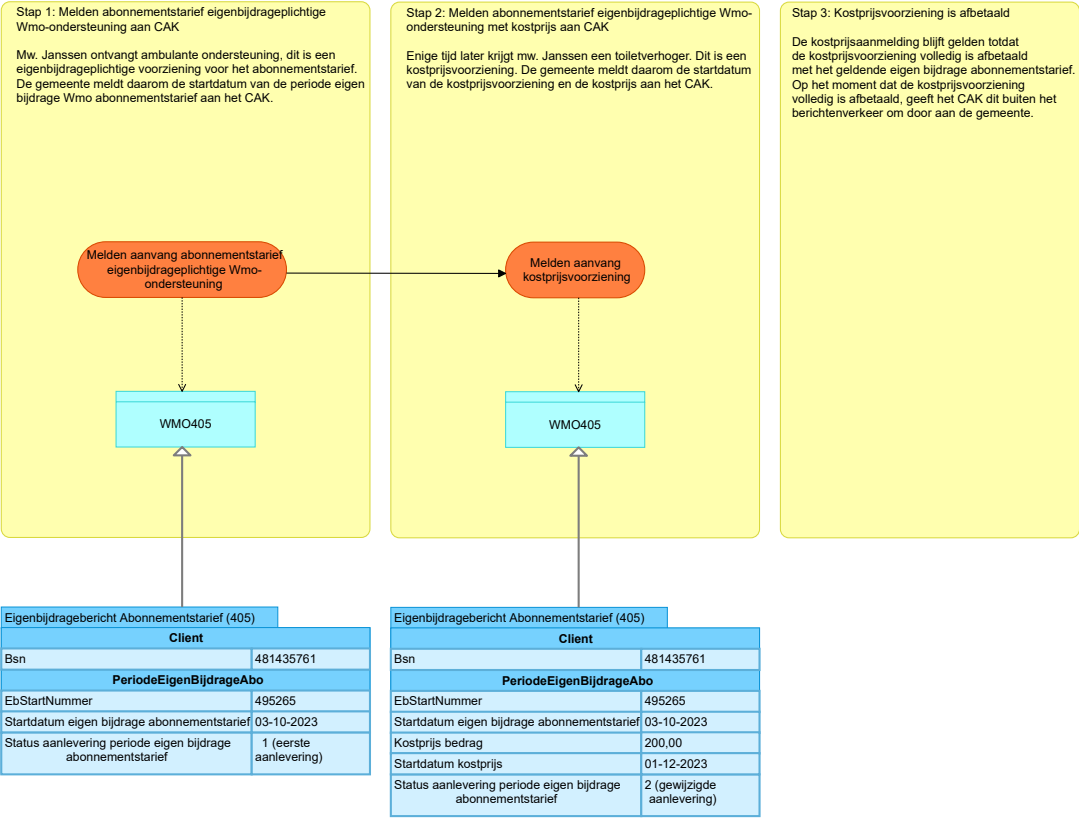 Stap 1: Melden abonnementstarief eigenbijdrageplichtige
Wmo-ondersteuning aan CAK
Mw. Janssen ontvangt ambulante ondersteuning, dit is een
eigenbijdrageplichtige voorziening voor het abonnementstarief.
De gemeente meldt daarom de startdatum van de periode eigen
bijdrage Wmo abonnementstarief aan het CAK.
Melden aanvang abonnementstarief
eigenbijdrageplichtige Wmo-
ondersteuning
WMO405
Eigenbijdragebericht Abonnementstarief (405)
Client
Bsn 481435761
PeriodeEigenBijdrageAbo
EbStartNummer 495265
Startdatum eigen bijdrage abonnementstarief 03-10-2023
Status aanlevering periode eigen bijdrage 1 (eerste
abonnementstarief aanlevering)
Stap 2: Melden abonnementstarief eigenbijdrageplichtige Wmo-
ondersteuning met kostprijs aan CAK
Enige tijd later krijgt mw. Janssen een toiletverhoger. Dit is een
kostprijsvoorziening. De gemeente meldt daarom de startdatum
van de kostprijsvoorziening en de kostprijs aan het CAK.
Melden aanvang
kostprijsvoorziening
WMO405
Eigenbijdragebericht Abonnementstarief (405)
Client
Bsn 481435761
PeriodeEigenBijdrageAbo
EbStartNummer 495265
Startdatum eigen bijdrage abonnementstarief 03-10-2023
Kostprijs bedrag 200,00
Startdatum kostprijs 01-12-2023
Status aanlevering periode eigen bijdrage 2 (gewijzigde
abonnementstarief aanlevering)
Stap 3: Kostprijsvoorziening is afbetaald
De kostprijsaanmelding blijft gelden totdat
de kostprijsvoorziening volledig is afbetaald
met het geldende eigen bijdrage abonnementstarief.
Op het moment dat de kostprijsvoorziening
volledig is afbetaald, geeft het CAK dit buiten het
berichtenverkeer om door aan de gemeente.